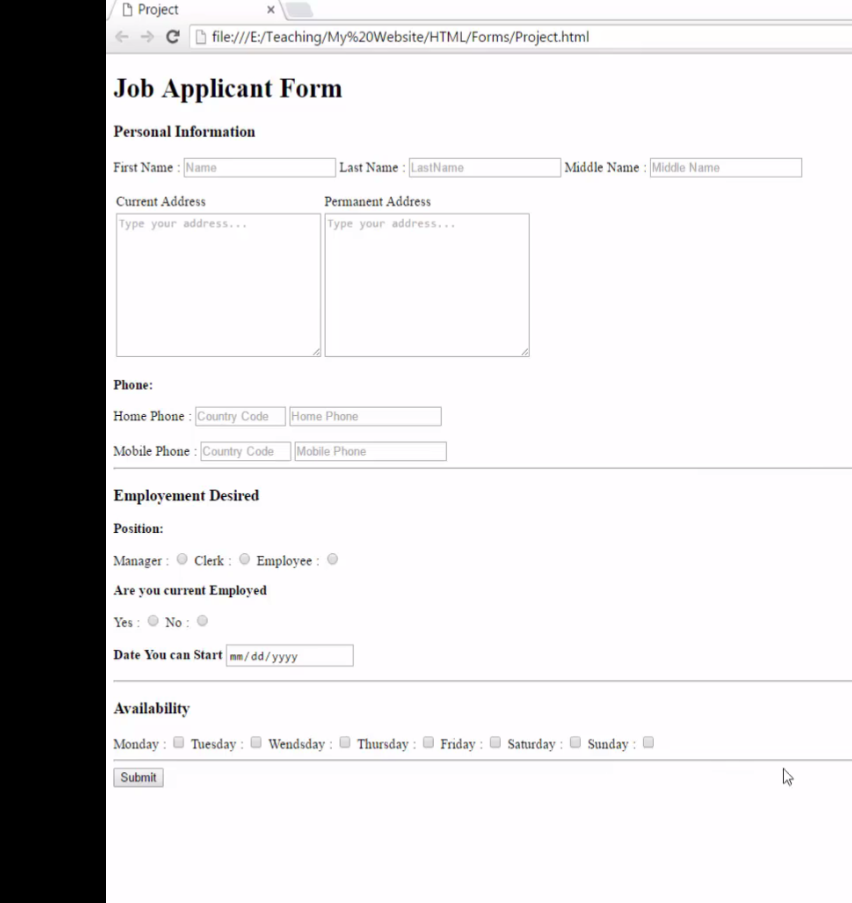 Project
file:///E:/Teaching/My%20Website/HTML/Forms/Project.html
Job Applicant Form
Personal Information
First Name : Name Last Name : LastName Middle Name : Middle Name
Current Address Permanent Address
Type your address... Type your address...
Phone:
Home Phone : Country Code Home Phone
Mobile Phone : Country Code Mobile Phone
Employement Desired
Position:
Manager : Clerk : Employee :
Are you current Employed
Yes : No :
Date You can Start mm/dd/yyyy
Availability
Monday : Tuesday : Wendsday : Thursday : Friday : Saturday : Sunday :
Submit